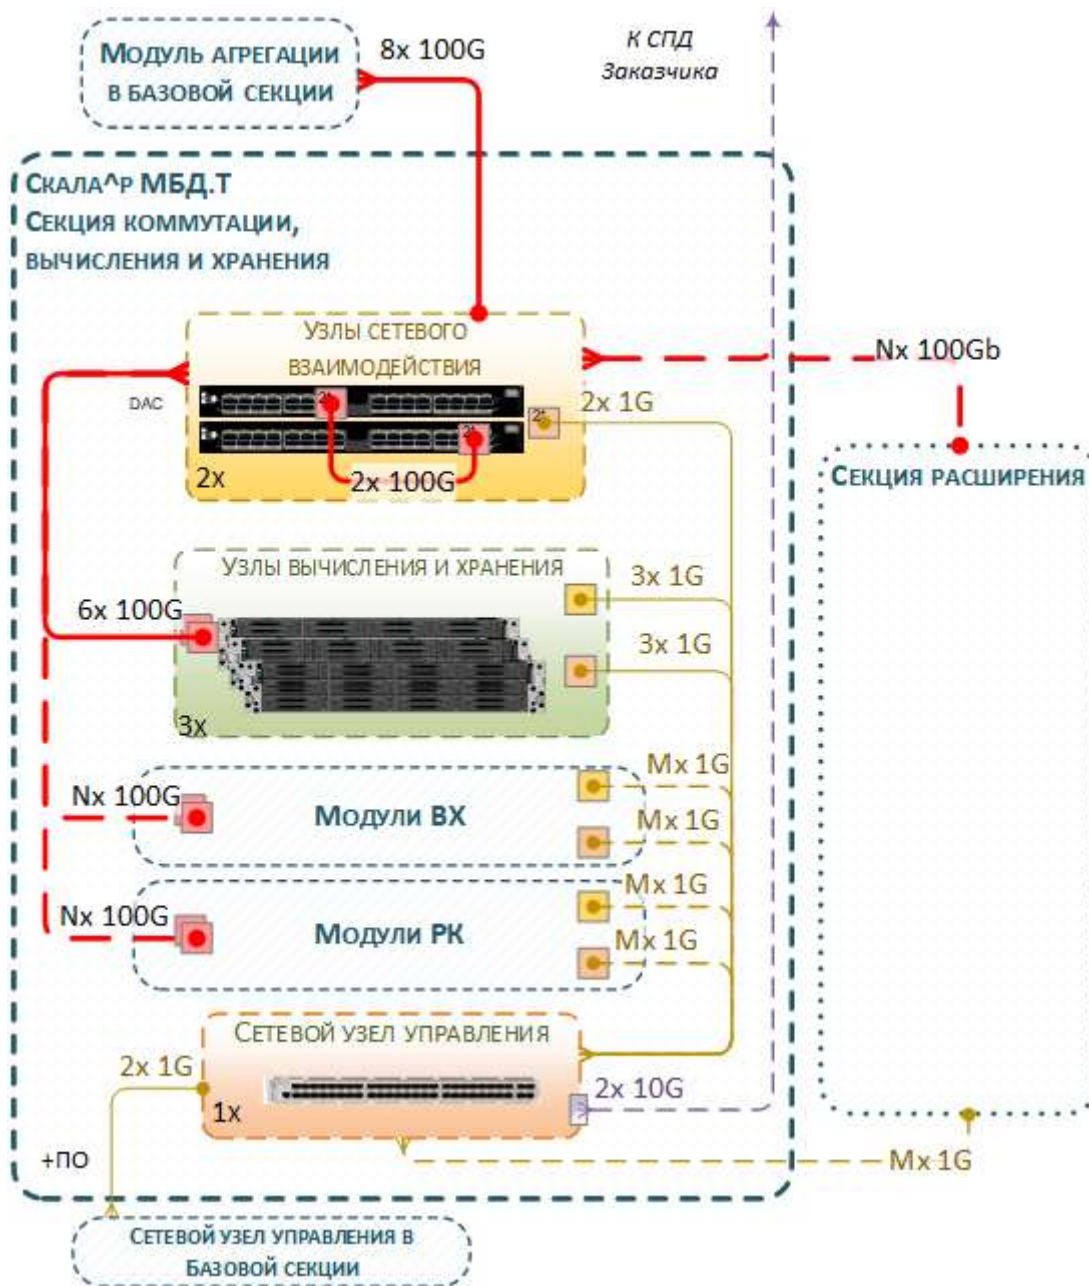 Модуль агрегации
в базовой секции
8x 100G
К СПД
Заказчика
Скала^р МБД.Т
Секция коммутации,
вычисления и хранения
Узлы сетевого
взаимодействия
Nx 100Gb
DAC
2x 1G
2x
2x 100G
Секция расширения
Узлы вычисления и хранения
3x 1G
6x 100G
3x 1G
3x
Mx 1G
Nx 100G
Модули ВХ
Mx 1G
Mx 1G
Nx 100G
Модули РК
Mx 1G
Сетевой узел управления
2x 1G
1x
2x 10G
+ПО
Mx 1G
Сетевой узел управления в
Базовой секции